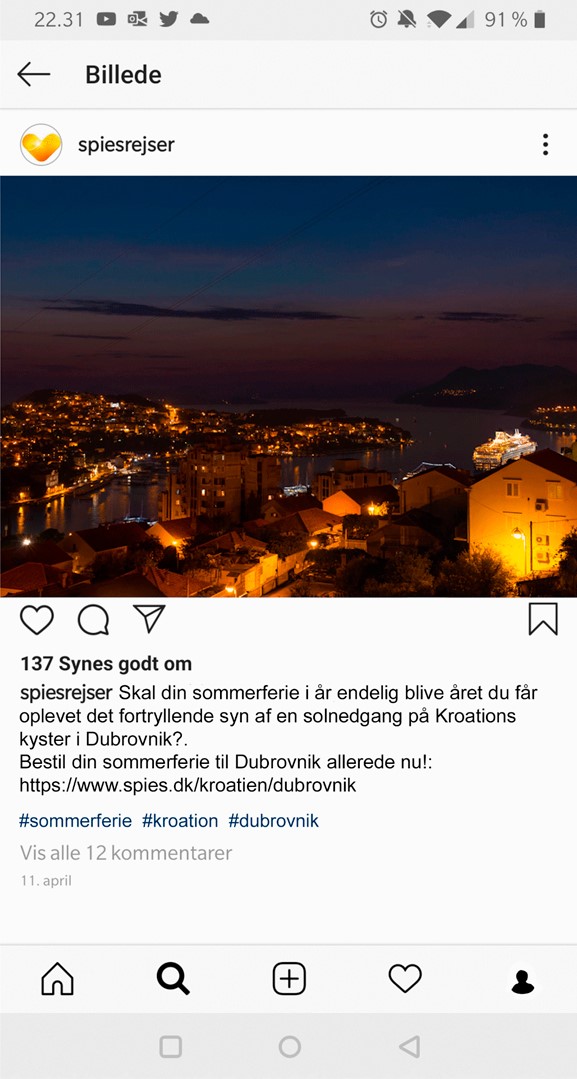 22.31 91 %
Billede
spiesrejser
137 Synes godt om
spiesrejser Skal din sommerferie i år endelig blive året du får
oplevet det fortryllende syn af en solnedgang på Kroations
kyster i Dubrovnik?.
Bestil din sommerferie til Dubrovnik allerede nu!:
https://www.spies.dk/kroatien/dubrovnik
#sommerferie #kroation #dubrovnik
Vis alle 12 kommentarer
11. april